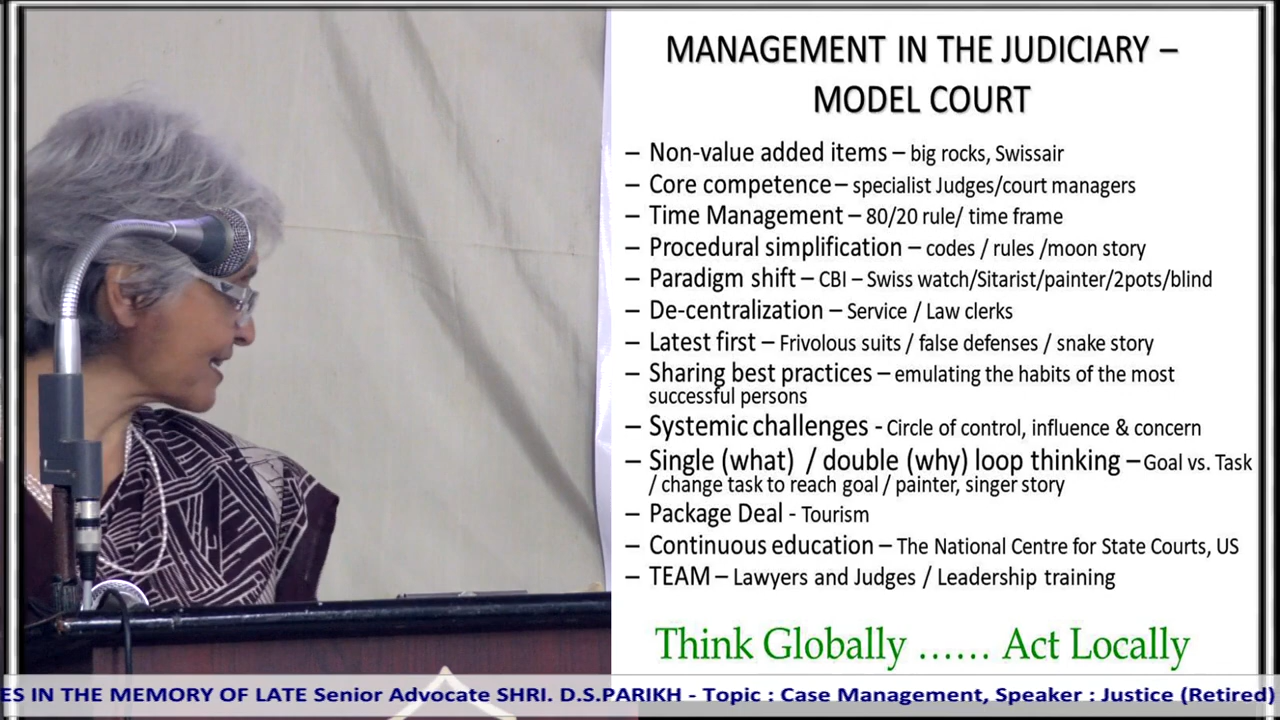 MANAGEMENT IN THE JUDICIARY –
MODEL COURT
– Non-value added items – big rocks, Swissair
– Core competence – specialist Judges/court managers
– Time Management – 80/20 rule/ time frame
– Procedural simplification – codes / rules /moon story
– Paradigm shift – CBI – Swiss watch/Sitarist/painter/2pots/blind
– De-centralization – Service / Law clerks
– Latest first – Frivolous suits / false defenses / snake story
– Sharing best practices – emulating the habits of the most
successful persons
– Systemic challenges - Circle of control, influence & concern
– Single (what) / double (why) loop thinking – Goal vs. Task
/ change task to reach goal / painter, singer story
– Package Deal - Tourism
– Continuous education – The National Centre for State Courts, US
– TEAM – Lawyers and Judges / Leadership training
Think Globally ...... Act Locally
ES IN THE MEMORY OF LATE Senior Advocate SHRI. D.S.PARIKH - Topic : Case Management, Speaker : Justice (Retired)